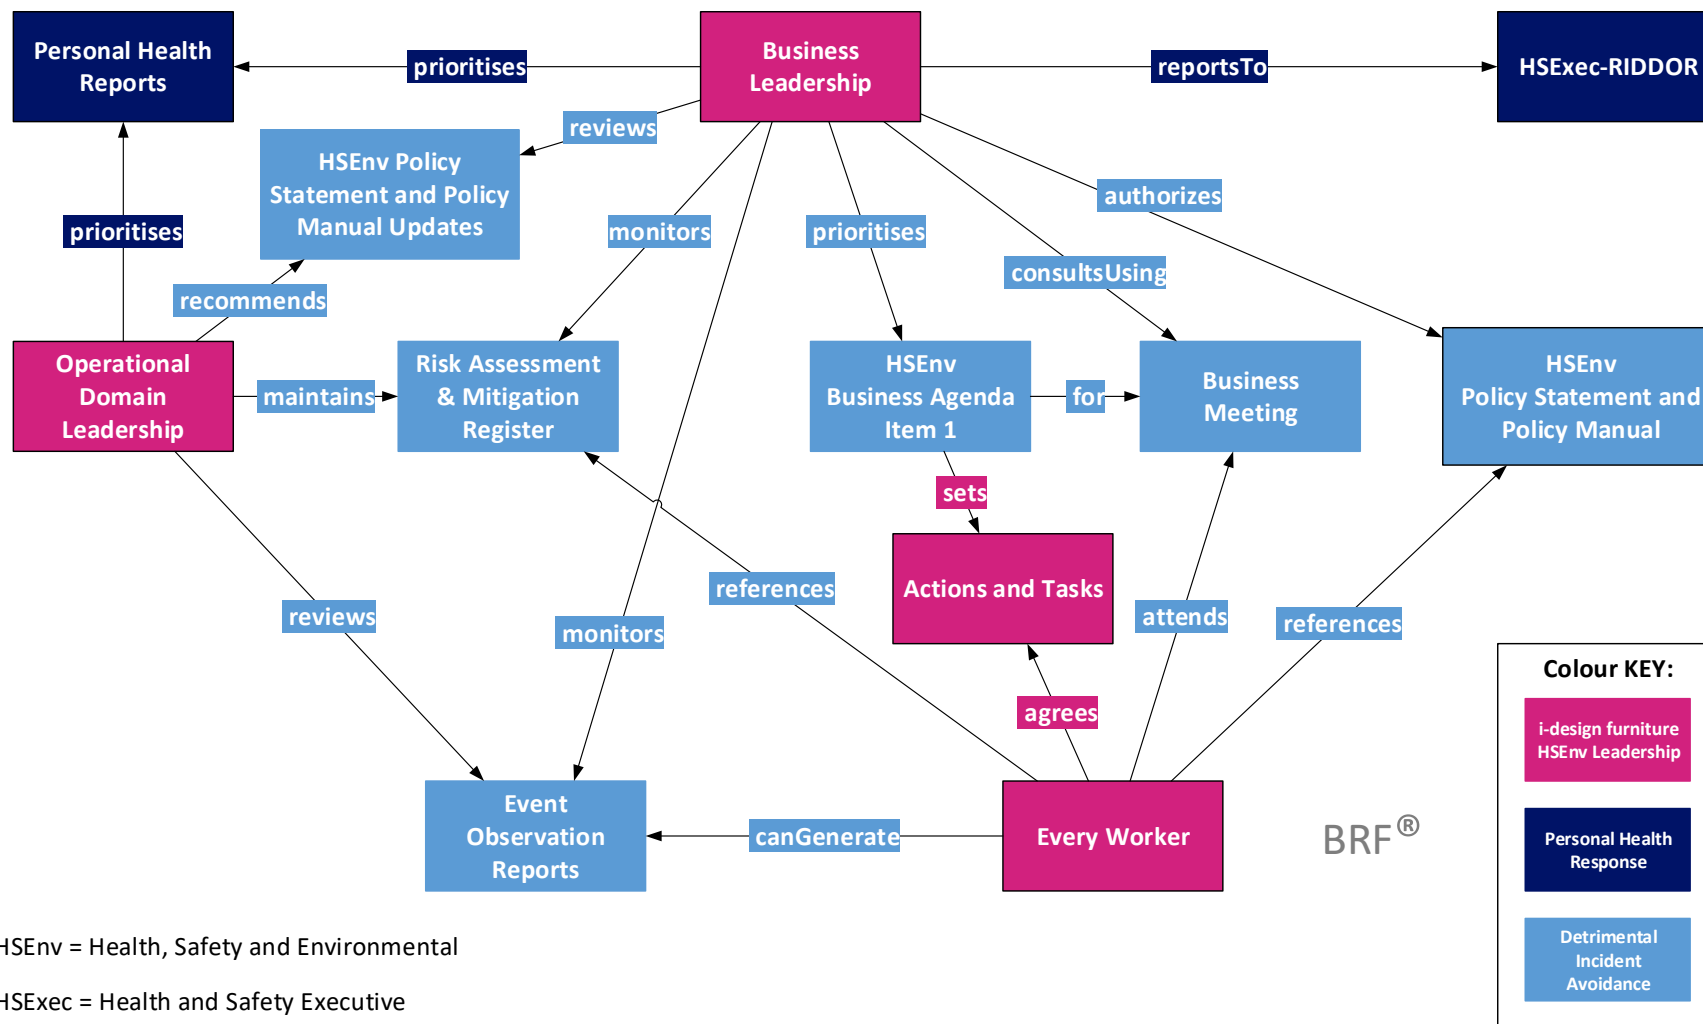 Personal Health
Reports
prioritises
Business
Leadership
reportsTo
HSExec-RIDDOR
reviews
HSEnv Policy
Statement and Policy
Manual Updates
authorizes
prioritises
monitors
prioritises
consultsUsing
recommends
Operational
Domain
Leadership
maintains
Risk Assessment
& Mitigation
Register
HSEnv
Business Agenda
Item 1
for
Business
Meeting
HSEnv
Policy Statement and
Policy Manual
sets
Actions and Tasks
references
reviews
monitors
attends
references
agrees
Event
Observation
Reports
canGenerate
Every Worker
BRF®
Colour KEY:
i-design furniture
HSEnv Leadership
Personal Health
Response
Detrimental
Incident
Avoidance
HSEnv = Health, Safety and Environmental
HSExec = Health and Safety Executive